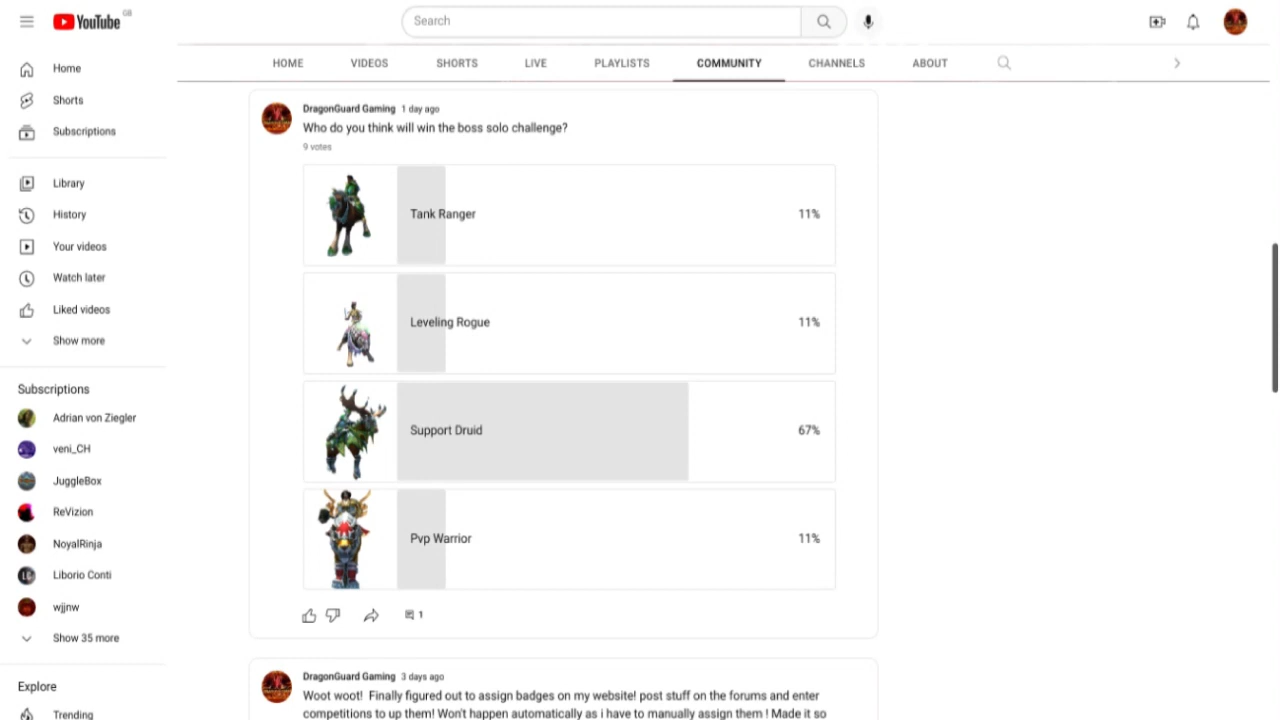 YouTube GB
Search
HOME VIDEOS SHORTS LIVE PLAYLISTS COMMUNITY CHANNELS ABOUT
Home
Shorts
Subscriptions
Library
History
Your videos
Watch later
Liked videos
Show more
Subscriptions
Adrian von Ziegler
veni_CH
JuggleBox
ReVizion
NoyalRinja
LC Liborio Conti
wjjnw
Show 35 more
Explore
Trending
DragonGuard Gaming 1 day ago
Who do you think will win the boss solo challenge?
9 votes
Tank Ranger 11%
Leveling Rogue 11%
Support Druid 67%
Pvp Warrior 11%
1
DragonGuard Gaming 3 days ago
Woot woot! Finally figured out to assign badges on my website! post stuff on the forums and enter
competitions to up them! Won't happen automatically as i have to manually assign them ! Made it so